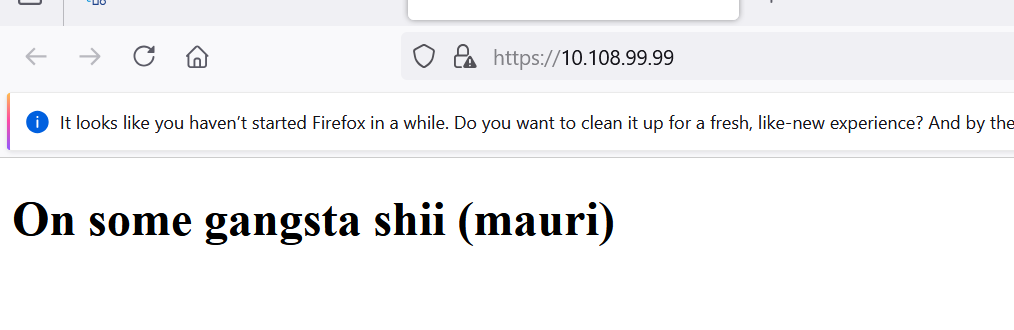 https://10.108.99.99
It looks like you haven't started Firefox in a while. Do you want to clean it up for a fresh, like-new experience? And by the
On some gangsta shii (mauri)